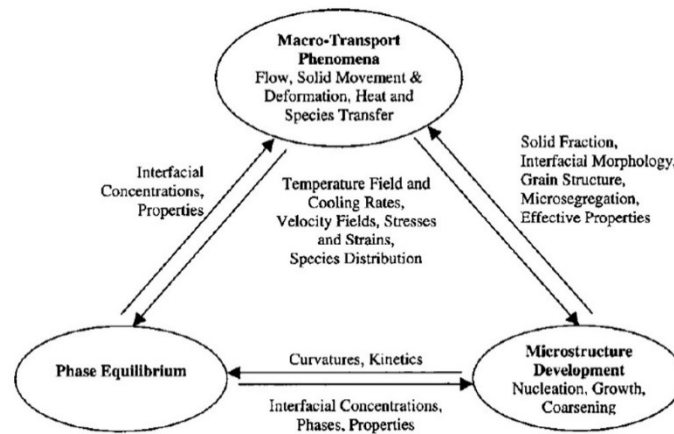 Macro-Transport
Phenomena
Flow, Solid Movement &
Deformation, Heat and
Species Transfer
Interfacial
Concentrations,
Properties
Temperature Field and
Cooling Rates,
Velocity Fields, Stresses
and Strains,
Species Distribution
Solid Fraction,
Interfacial Morphology,
Grain Structure,
Microsegregation,
Effective Properties
Phase Equilibrium
Curvatures, Kinetics
Interfacial Concentrations,
Phases, Properties
Microstructure
Development
Nucleation, Growth,
Coarsening